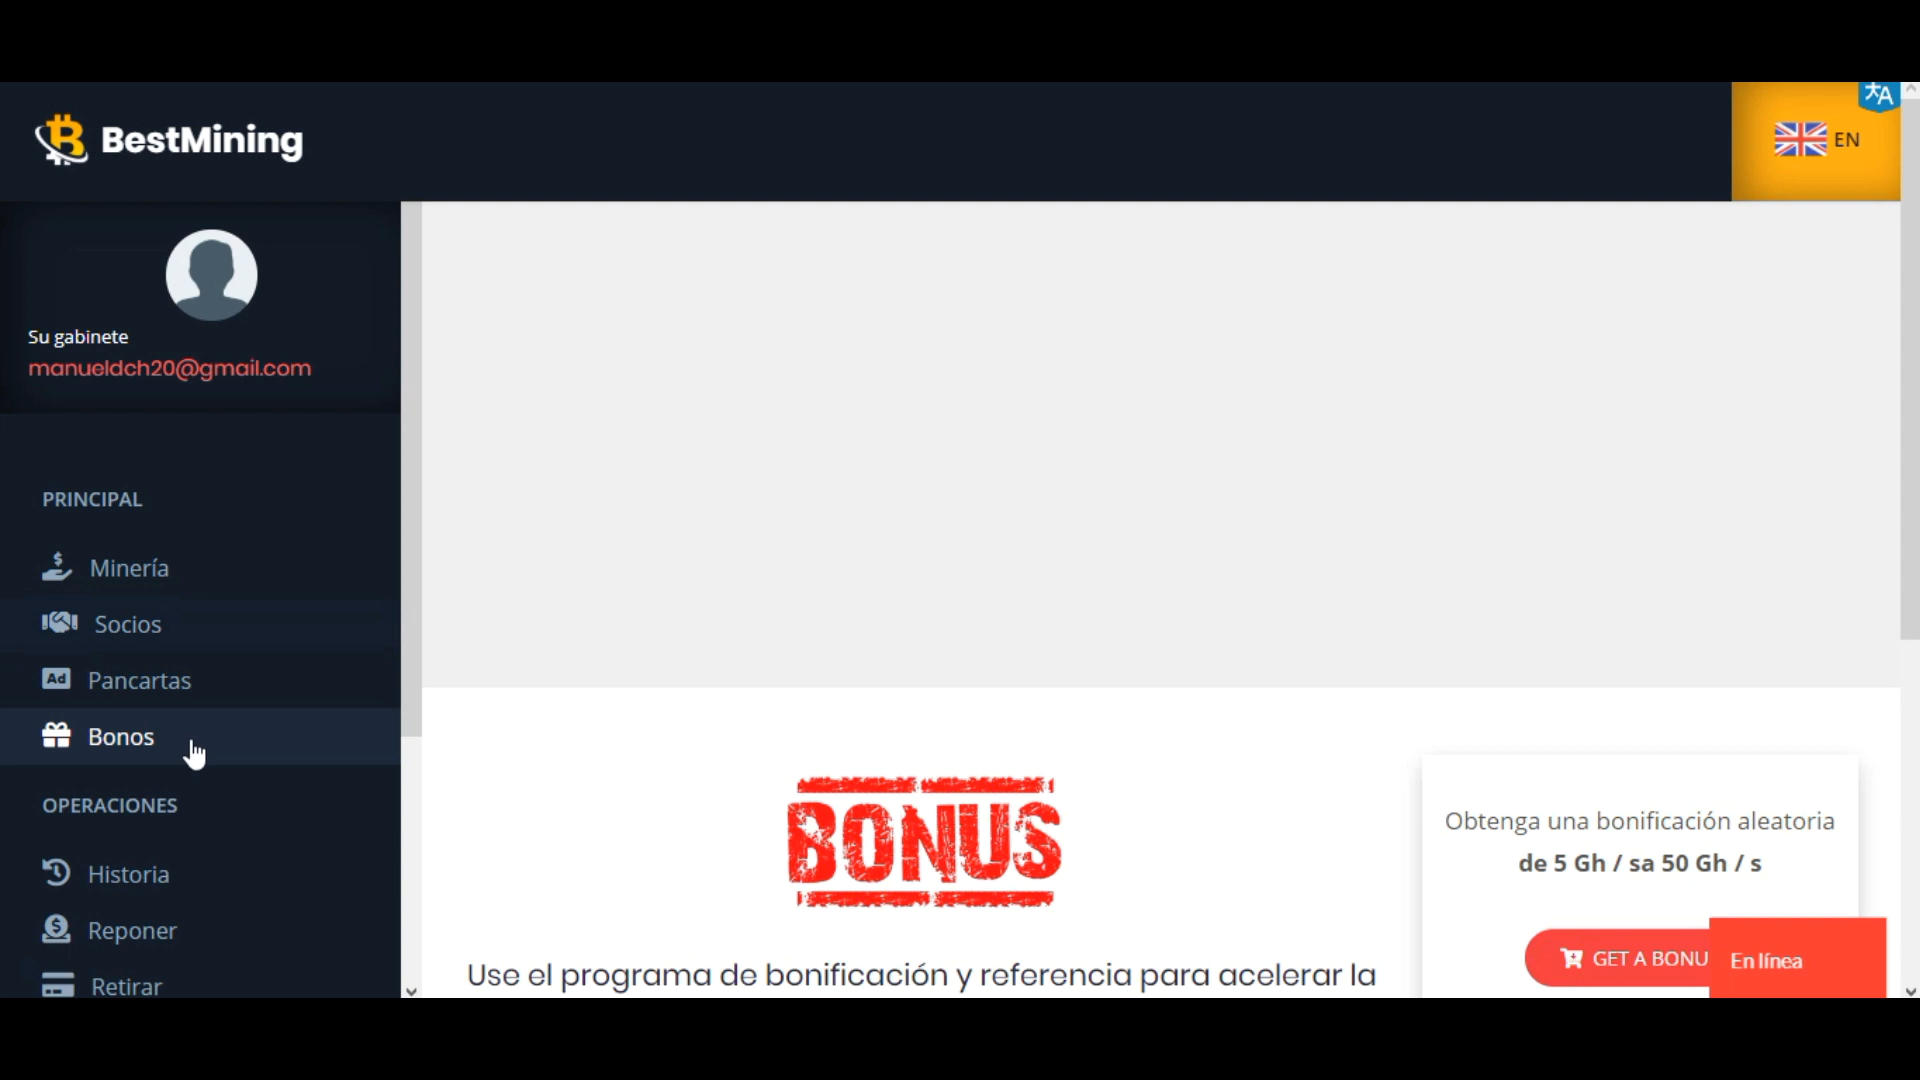 BestMining
EN
Su gabinete
manueldch20@gmail.com
PRINCIPAL
Minería
Socios
Ad
Pancartas
Bonos
OPERACIONES
Historia
Reponer
Retirar
BONUS
Use el programa de bonificación y referencia para acelerar la
Obtenga una bonificación aleatoria
de 5 Gh / sa 50 Gh / s
GET A BONU
En línea